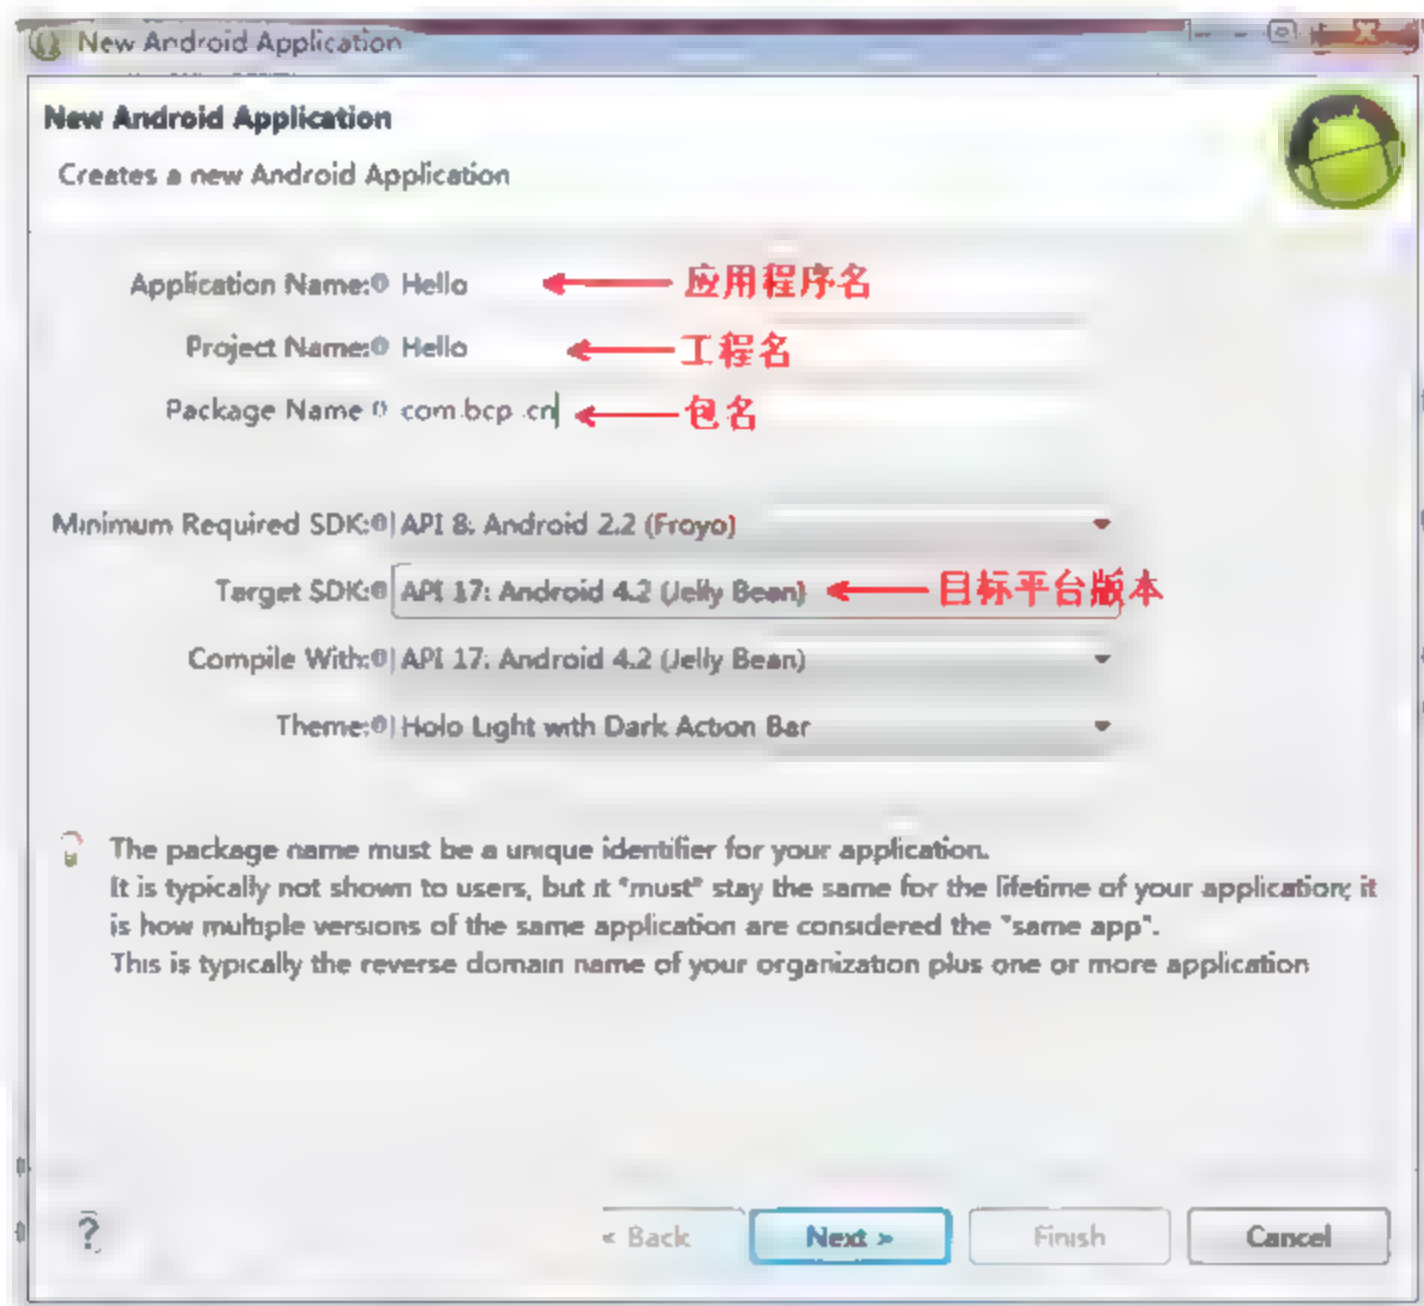 New Android Application
New Android Application
Creates a new Android Application
Application Name: Hello 应用程序名
Project Name: Hello 工程名
Package Name com.bcp.cn 包名
Minimum Required SDK: API 8: Android 2.2 (Froyo)
Target SDK: API 17: Android 4.2 (Jelly Bean) 目标平台版本
Compile With: API 17: Android 4.2 (Jelly Bean)
Theme: Holo Light with Dark Action Bar
The package name must be a unique identifier for your application.
It is typically not shown to users, but it *must* stay the same for the lifetime of your application; it
is how multiple versions of the same application are considered the "same app".
This is typically the reverse domain name of your organization plus one or more application
? < Back Next > Finish Cancel